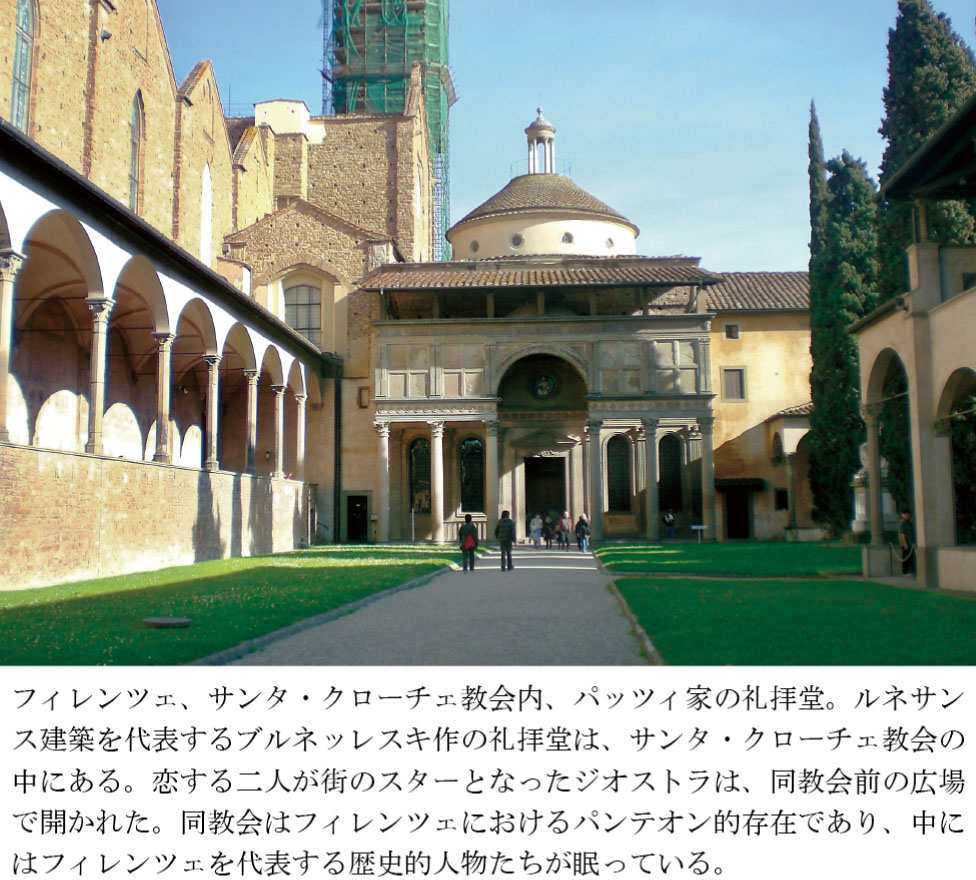 フィレンツェ、サンタ・クローチェ教会内、パッツィ家の礼拝堂。ルネサン
ス建築を代表するブルネッレスキ作の礼拝堂は、サンタ・クローチェ教会の
中にある。恋する二人が街のスターとなったジオストラは、同教会前の広場
で開かれた。同教会はフィレンツェにおけるパンテオン的存在であり、中に
はフィレンツェを代表する歴史的人物たちが眠っている。